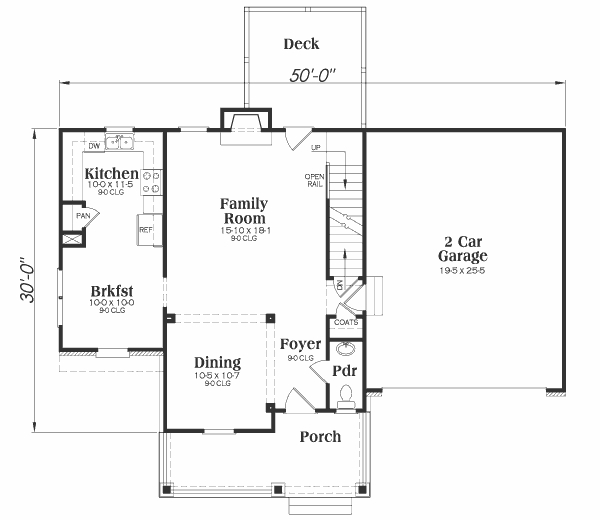 Deck
50'-0"
DW
UP
Kitchen
10-0 x 11-5
9-0 CLG
OPEN
RAIL
PAN
REF
Family
Room
15-10 x 18-1
9-0 CLG
2 Car
Garage
19-5 x 25-5
30'-0"
Brkfst
10-0 x 10-0
9-0 CLG
DN
COATS
Foyer
9-0 CLG
Dining
10-5 x 10-7
9-0 CLG
Pdr
Porch